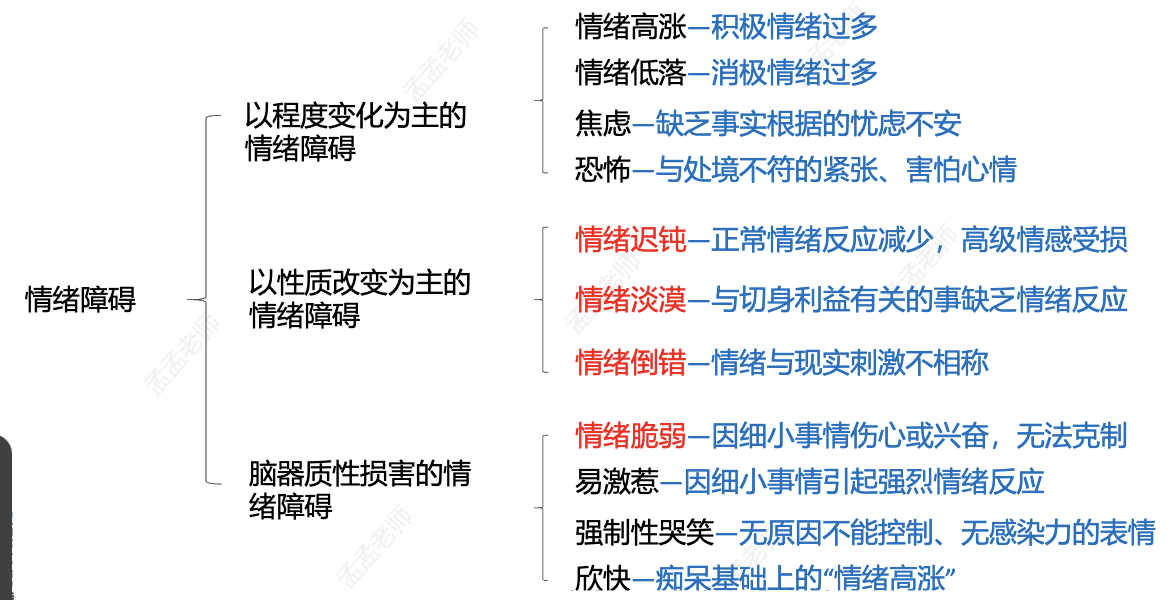 情绪高涨—积极情绪过多
情绪低落—消极情绪过多
以程度变化为主的
情绪障碍
焦虑—缺乏事实根据的忧虑不安
恐怖—与处境不符的紧张、害怕心情
情绪迟钝—正常情绪反应减少，高级情感受损
以性质改变为主的
情绪障碍
情绪障碍
情绪淡漠—与切身利益有关的事缺乏情绪反应
情绪倒错—情绪与现实刺激不相称
情绪脆弱—因细小事情伤心或兴奋，无法克制
脑器质性损害的情
绪障碍
易激惹—因细小事情引起强烈情绪反应
强制性哭笑—无原因不能控制、无感染力的表情
欣快—痴呆基础上的“情绪高涨”
孟孟老师
孟孟老师
孟孟老师
孟孟老师
孟孟老师
孟孟老师
孟孟老师